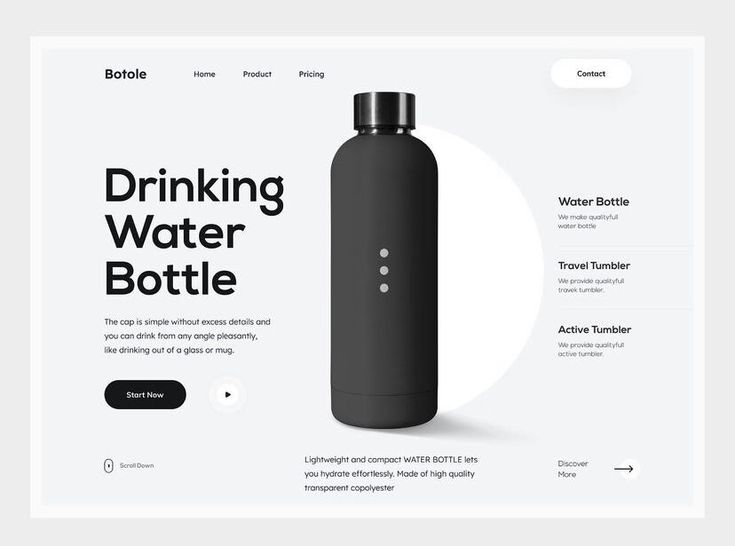 Botole
Home
Product
Pricing
Contact
Drinking
Water
Bottle
The cap is simple without excess details and
you can drink from any angle pleasantly,
like drinking out of a glass or mug.
Start Now
Scroll Down
Lightweight and compact WATER BOTTLE lets
you hydrate effortlessly. Made of high quality
transparent copolyester
Water Bottle
We make qualityfull
water bottle
Travel Tumbler
We provide qualityfyll
travek tumbler.
Active Tumbler
We provide qualityfyll
active tumbler.
Discover
More